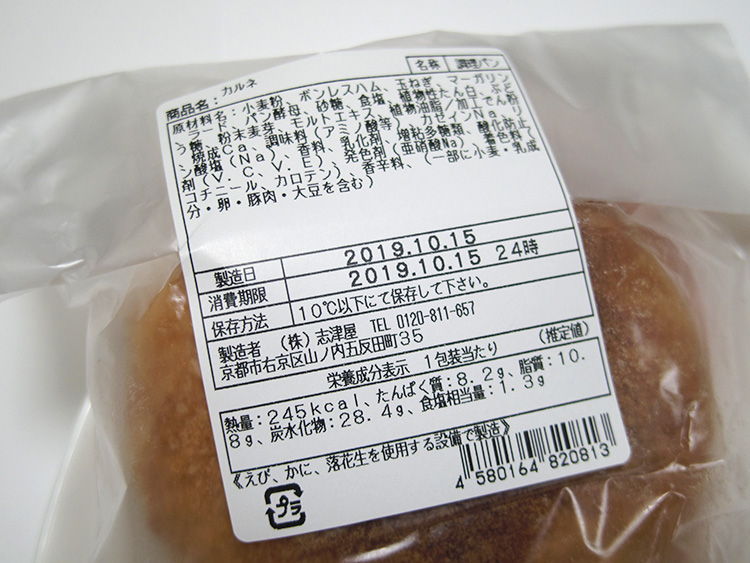 商品名: カルネ 名称 調理パン
原材料名: 小麦粉、ボンレスハム、玉ねぎ、マーガリン
、ラード、パン酵母、砂糖、食塩、植物性たん白、ぶど
う糖、粉末麦芽、モルトエキス、植物油脂/加工でん粉
、焼成Ca、調味料(アミノ酸等)、カゼインNa、リ
ン酸塩(Na)、香料、乳化剤、増粘多糖類、酸化防止
剤(V.C、V.E)、発色剤(亜硝酸Na)、着色料(
コチニール、カロテン)、香辛料、(一部に小麦・乳成
分・卵・豚肉・大豆を含む)
製造日 2019.10.15
消費期限 2019.10.15 24時
保存方法 10℃以下にて保存して下さい。
製造者 (株)志津屋 TEL 0120-811-657
京都市右京区山ノ内五反田町35
栄養成分表示 1包装当たり (推定値)
熱量:245kcal、たんぱく質:8.2g、脂質:10.
8g、炭水化物:28.4g、食塩相当量:1.3g
《えび、かに、落花生を使用する設備で製造》
4 580164 820813
プラ